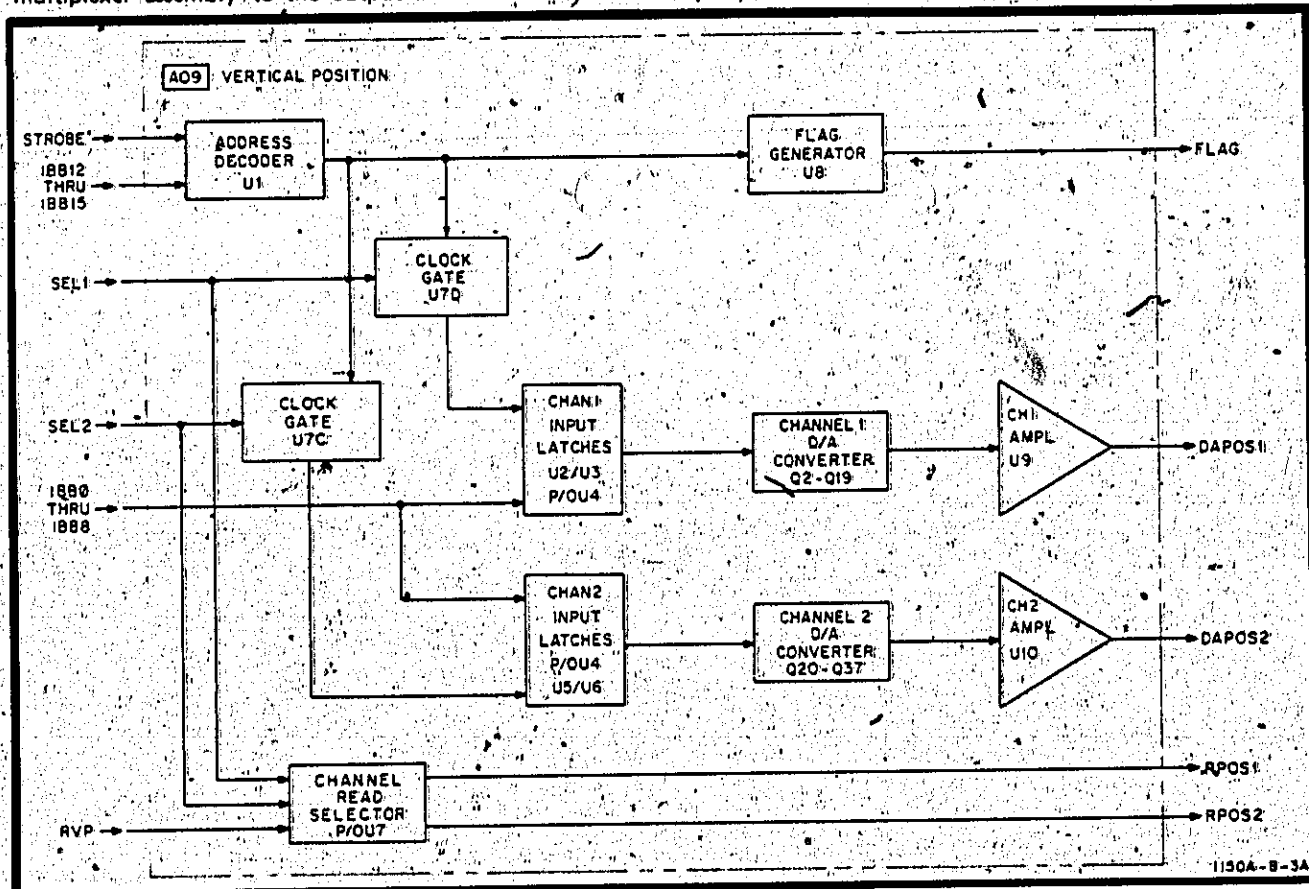 multiplexer assembly
A09 VERTICAL POSITION
STROBE
ADDRESS
DECODER
U1
FLAG
GENERATOR
U8
FLAG
IBB12
THRU
IBB15
CLOCK
GATE
U7D
SEL1
CLOCK
GATE
U7C
SEL2
CHAN1
INPUT
LATCHES
U2/U3
P/OU4
CHANNEL 1
D/A
CONVERTER
Q2-Q19
CH1
AMPL
U9
DAPOS1
IBB0
THRU
IBB8
CHAN2
INPUT
LATCHES
P/OU4
U5/U6
CHANNEL 2
D/A
CONVERTER
Q20-Q37
CH2
AMPL
U10
DAPOS2
CHANNEL
READ
SELECTOR
P/OU7
RPOS1
RVP
RPOS2
1150A-B-3A